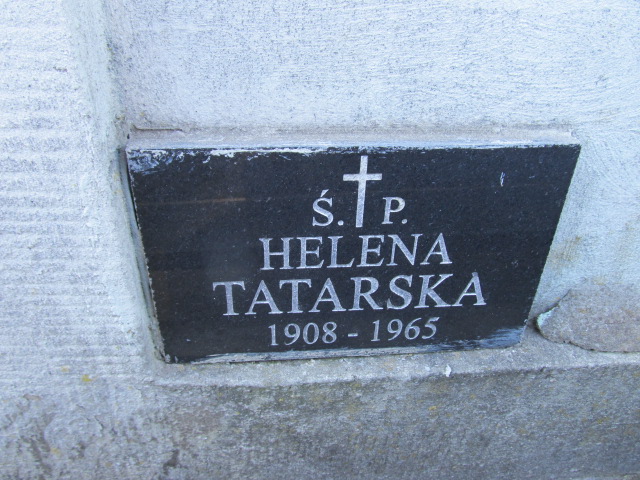 Ś. P.
HELENA
TATARSKA
1908 - 1965